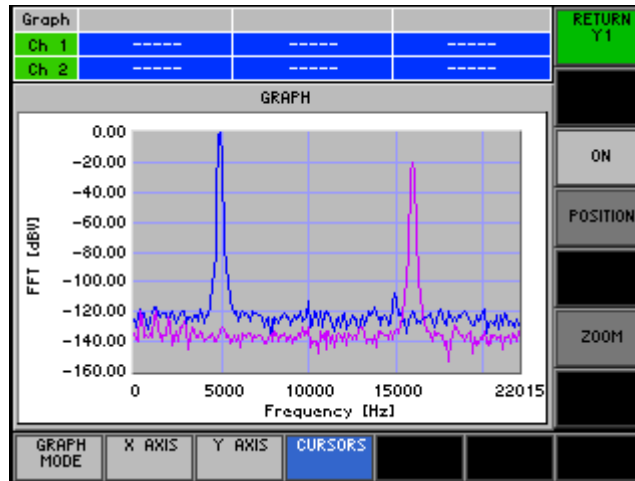 Graph
RETURN Y1
Ch 1 ----- ----- -----
Ch 2 ----- ----- -----
GRAPH
ON
POSITION
ZOOM
FFT [dBV]
0.00
-20.00
-40.00
-60.00
-80.00
-100.00
-120.00
-140.00
-160.00
0 5000 10000 15000 22015
Frequency [Hz]
GRAPH MODE X AXIS Y AXIS CURSORS